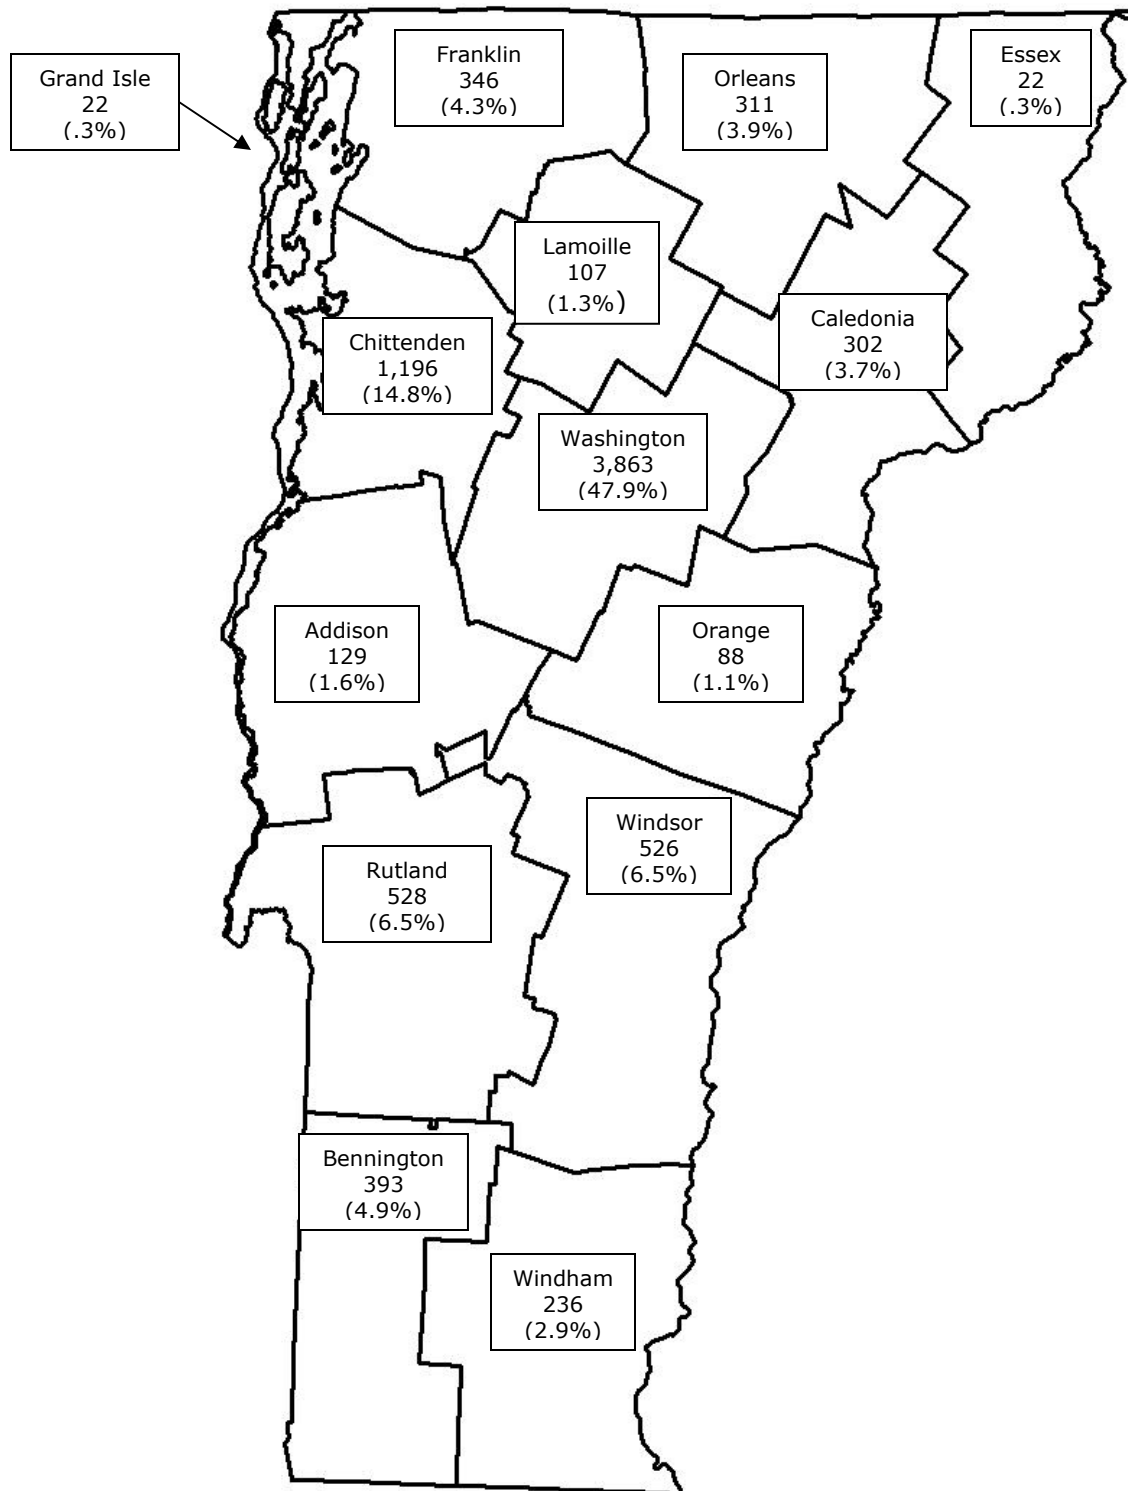 Grand Isle
22
(.3%)
Franklin
346
(4.3%)
Orleans
311
(3.9%)
Essex
22
(.3%)
Lamoille
107
(1.3%)
Chittenden
1,196
(14.8%)
Caledonia
302
(3.7%)
Washington
3,863
(47.9%)
Addison
129
(1.6%)
Orange
88
(1.1%)
Windsor
526
(6.5%)
Rutland
528
(6.5%)
Bennington
393
(4.9%)
Windham
236
(2.9%)